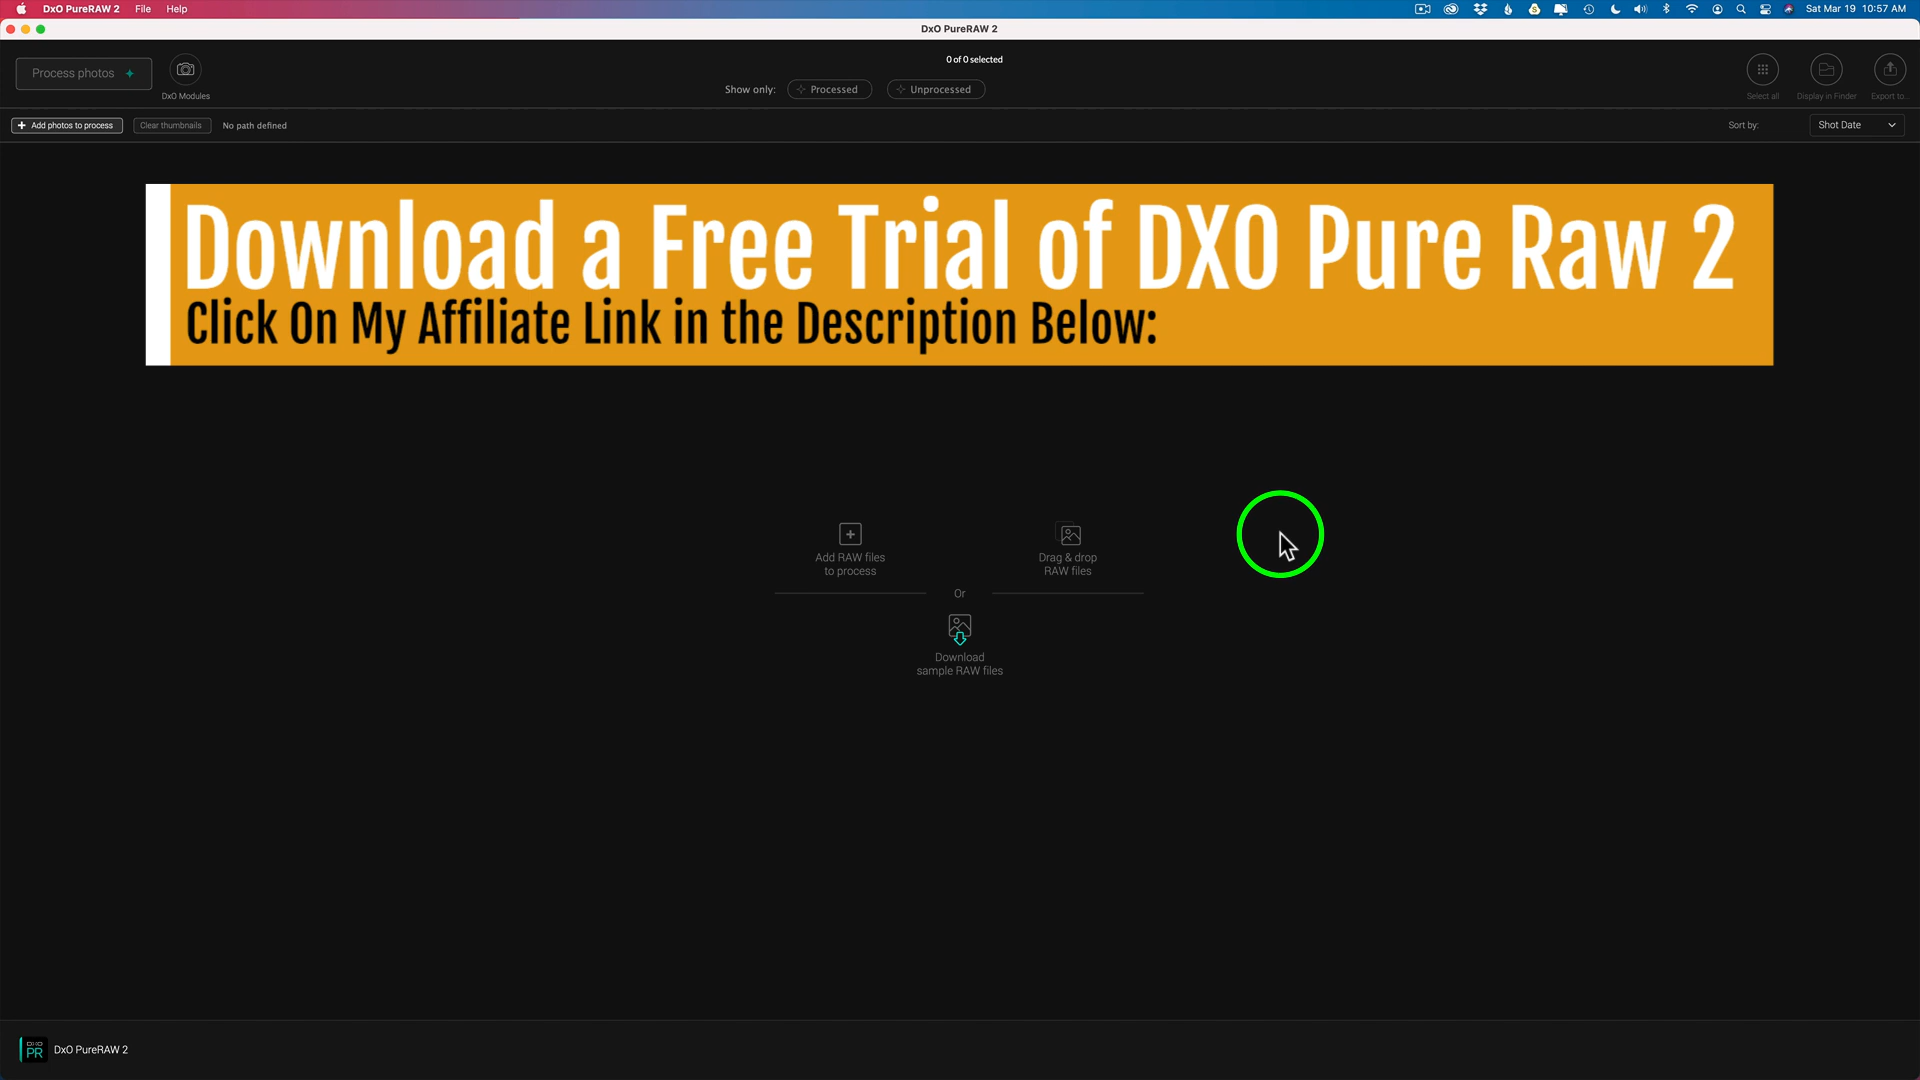 DxO PureRAW 2 File Help
Sat Mar 19 10:57 AM
DxO PureRAW 2
Process photos
DxO Modules
0 of 0 selected
Show only: Processed Unprocessed
Select all
Display in Finder
Export to...
Add photos to process
Clear thumbnails
No path defined
Sort by: Shot Date
Download a Free Trial of DXO Pure Raw 2
Click On My Affiliate Link in the Description Below:
Add RAW files
to process
Drag & drop
RAW files
Or
Download
sample RAW files
DXO
PR
DxO PureRAW 2